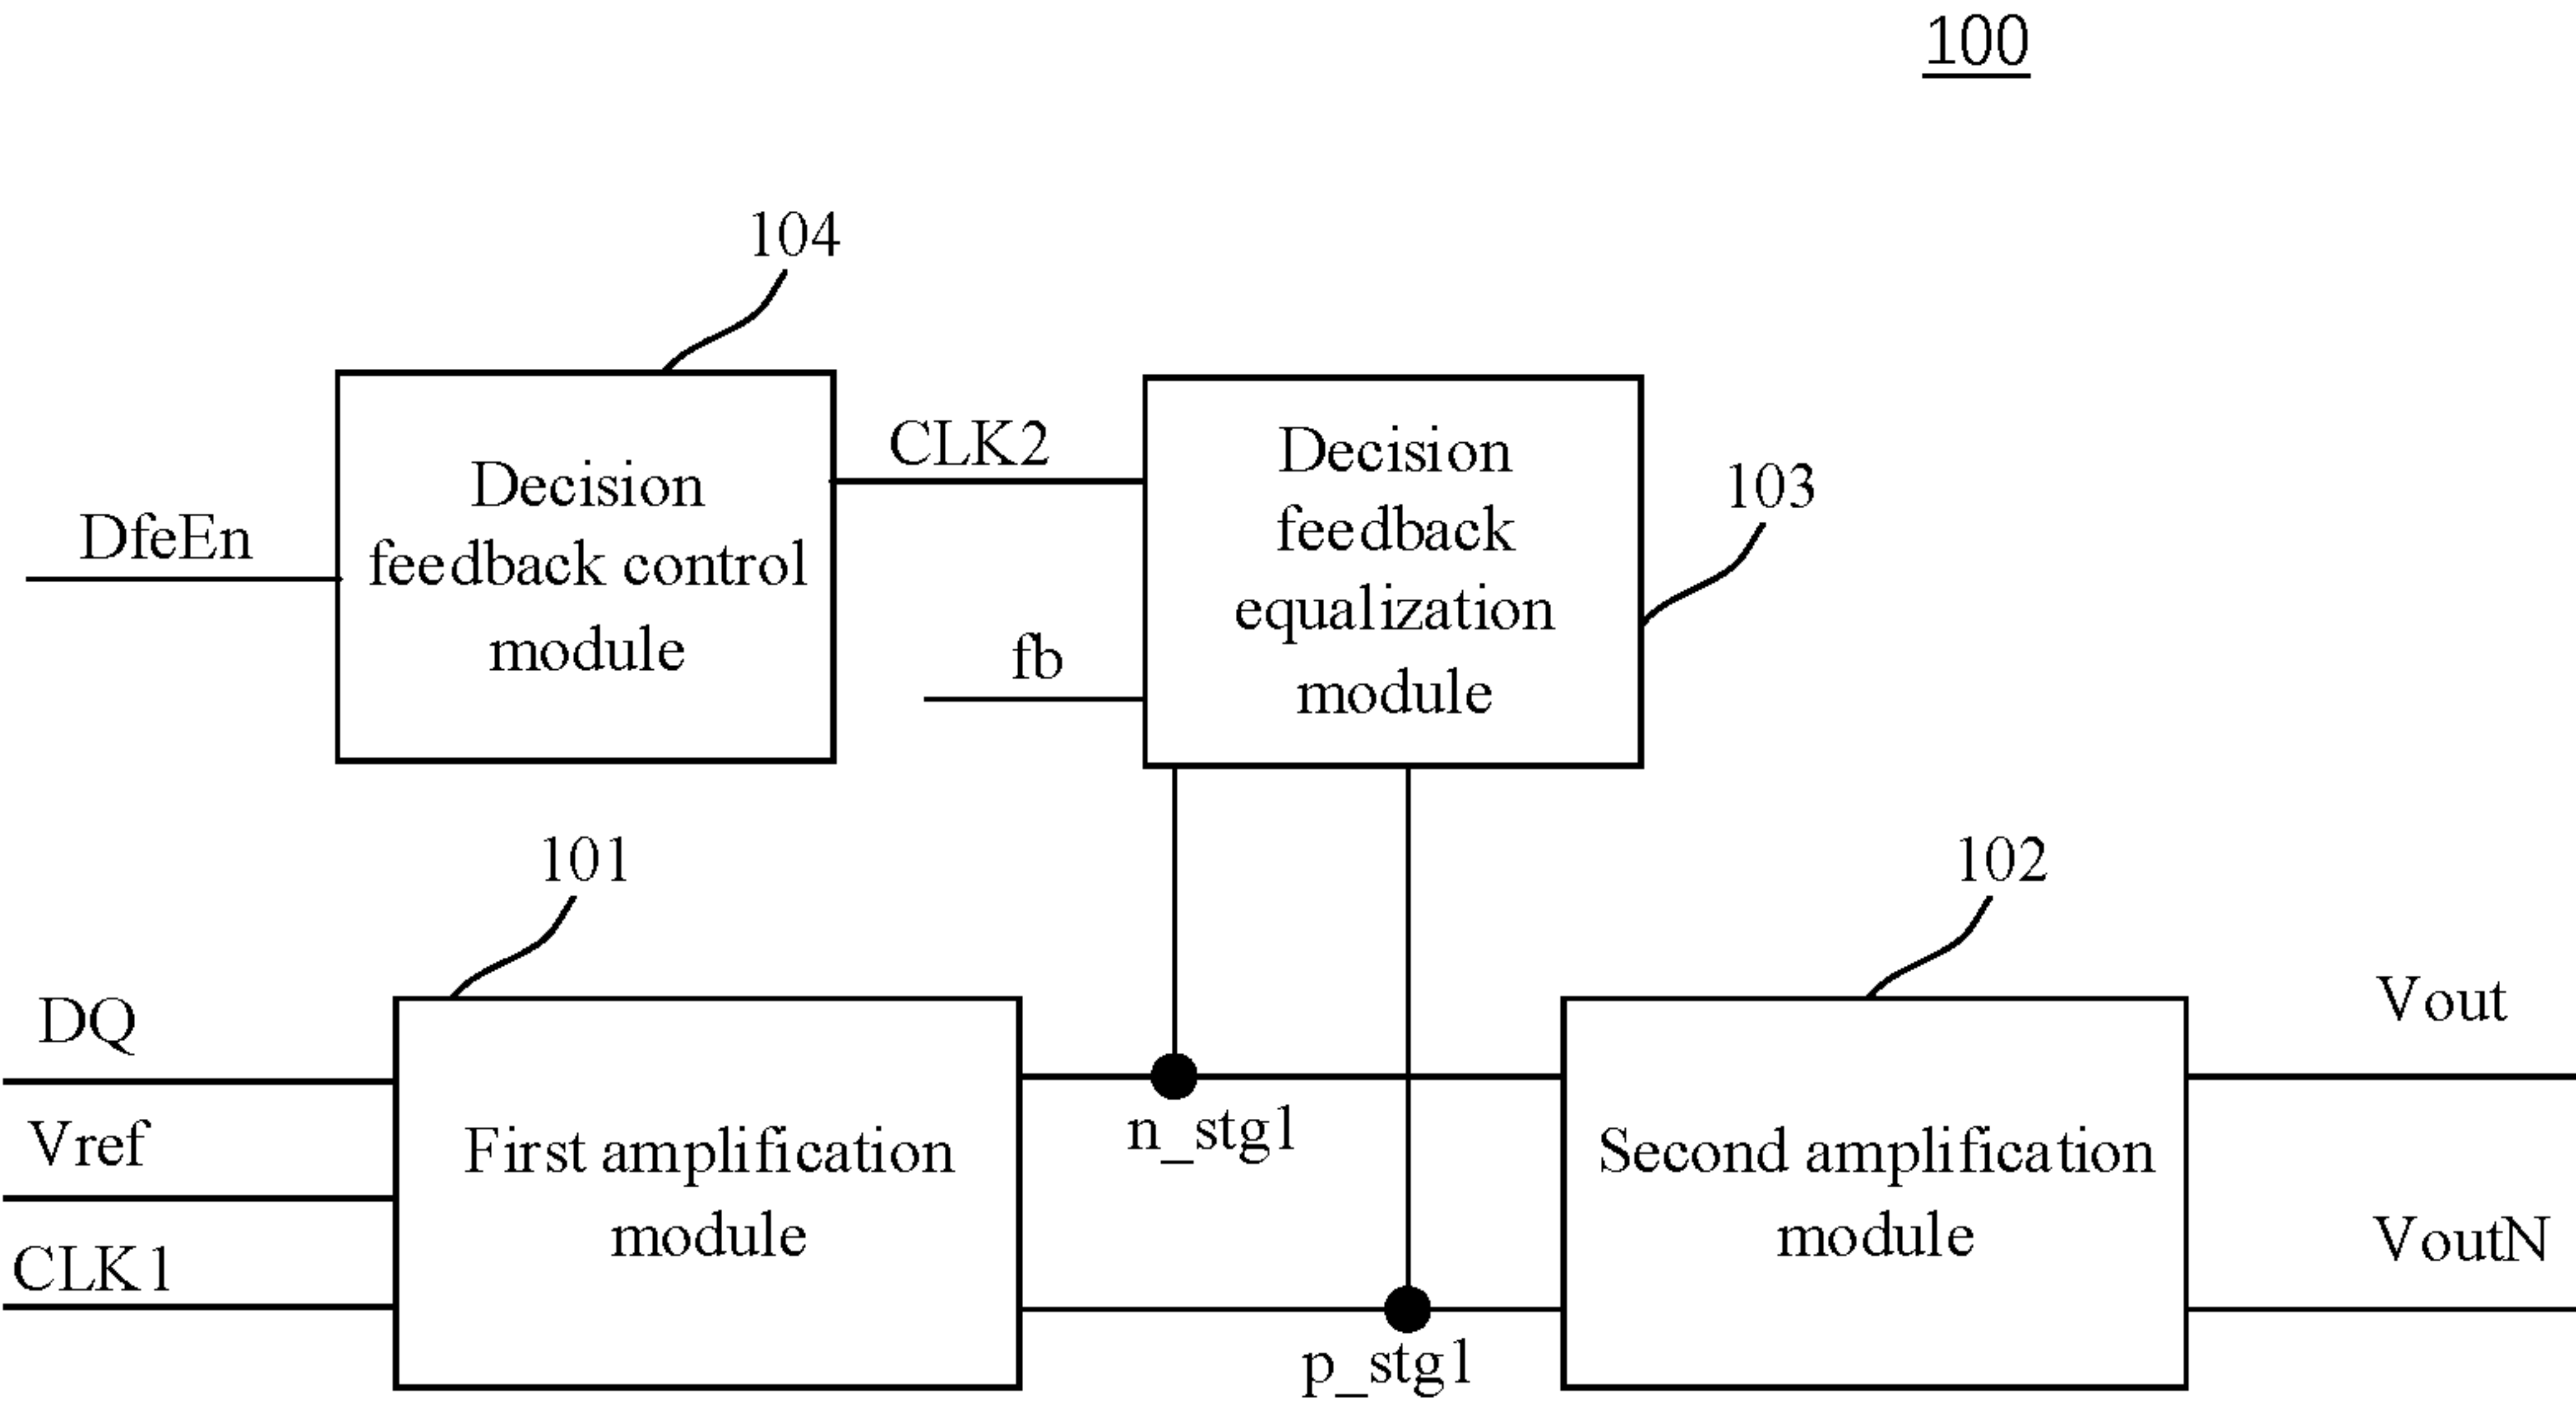 100
104
Decision
feedback control
module
DfeEn
CLK2
fb
Decision
feedback
equalization
module
103
101
102
DQ
Vref
CLK1
First amplification
module
n_stg1
p_stg1
Second amplification
module
Vout
VoutN